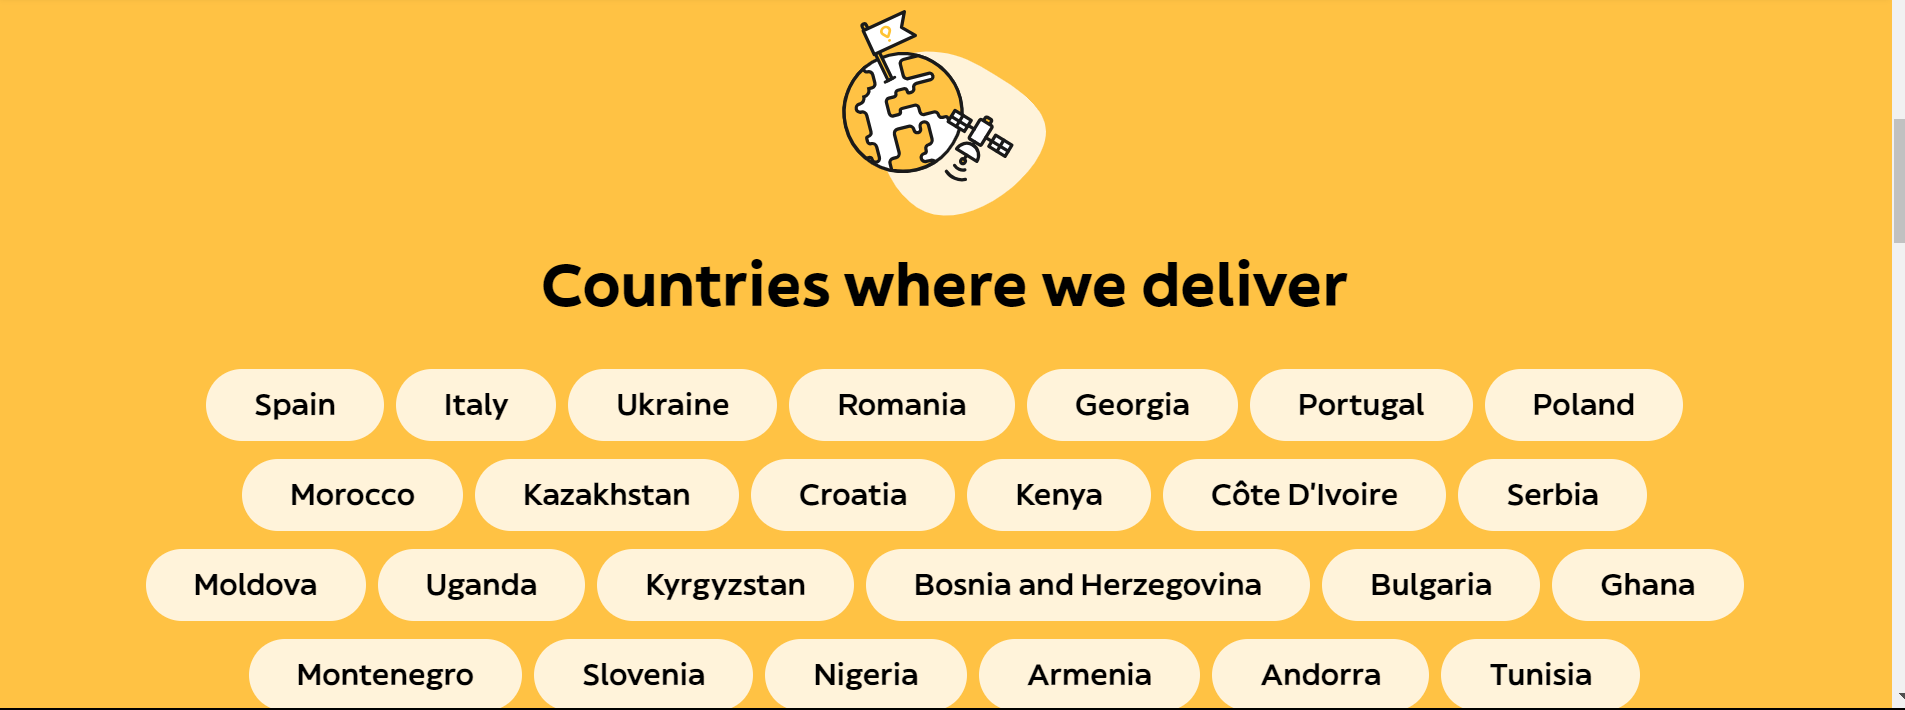 Countries where we deliver
Spain Italy Ukraine Romania Georgia Portugal Poland
Morocco Kazakhstan Croatia Kenya Côte D'Ivoire Serbia
Moldova Uganda Kyrgyzstan Bosnia and Herzegovina Bulgaria Ghana
Montenegro Slovenia Nigeria Armenia Andorra Tunisia